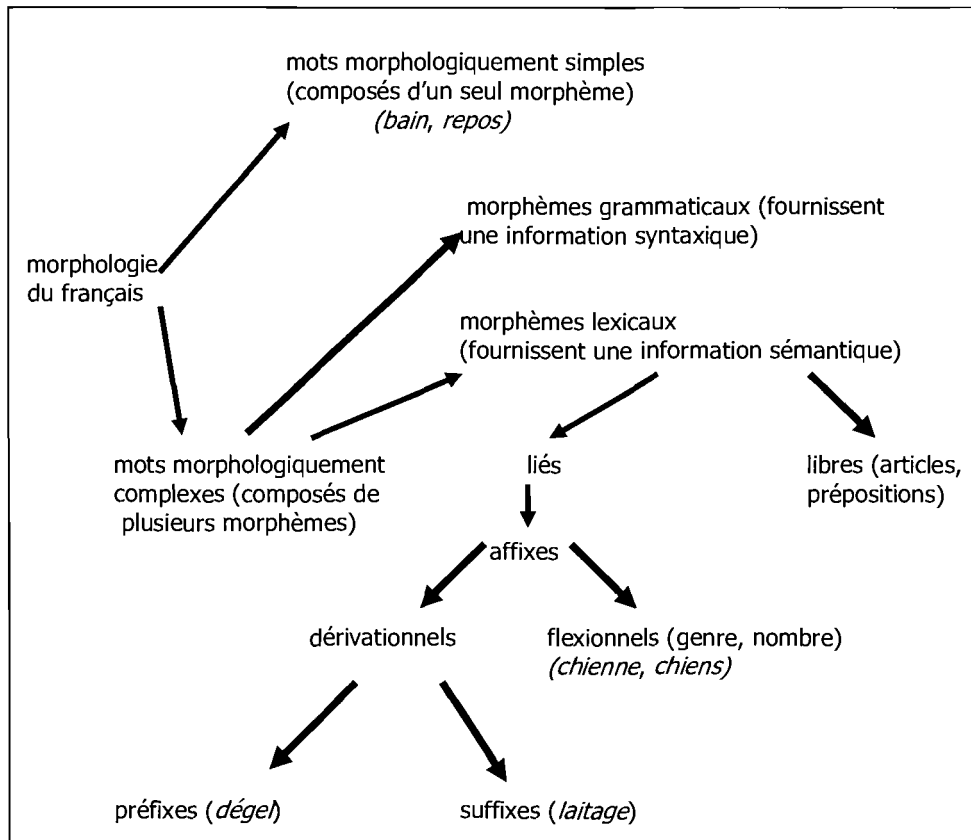 mots morphologiquement simples
(composés d'un seul morphème)
(bain, repos)
morphèmes grammaticaux (fournissent
une information syntaxique)
morphologie
du français
morphèmes lexicaux
(fournissent une information sémantique)
mots morphologiquement
complexes (composés de
plusieurs morphèmes)
liés
libres (articles,
prépositions)
affixes
dérivationnels
flexionnels (genre, nombre)
(chienne, chiens)
préfixes (dégel)
suffixes (laitage)